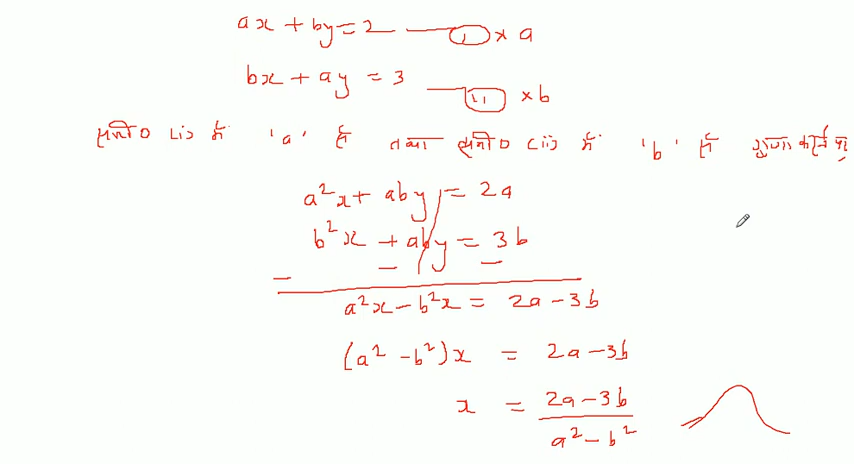 ax + by = 2 —— (i) × a
bx + ay = 3 —— (ii) × b
समी० (i) में 'a' से तथा समी० (ii) में 'b' से गुणा करने पर,
a²x + aby = 2a
b²x + aby = 3b
— — —
a²x - b²x = 2a - 3b
(a² - b²)x = 2a - 3b
x = (2a - 3b)/(a² - b²)